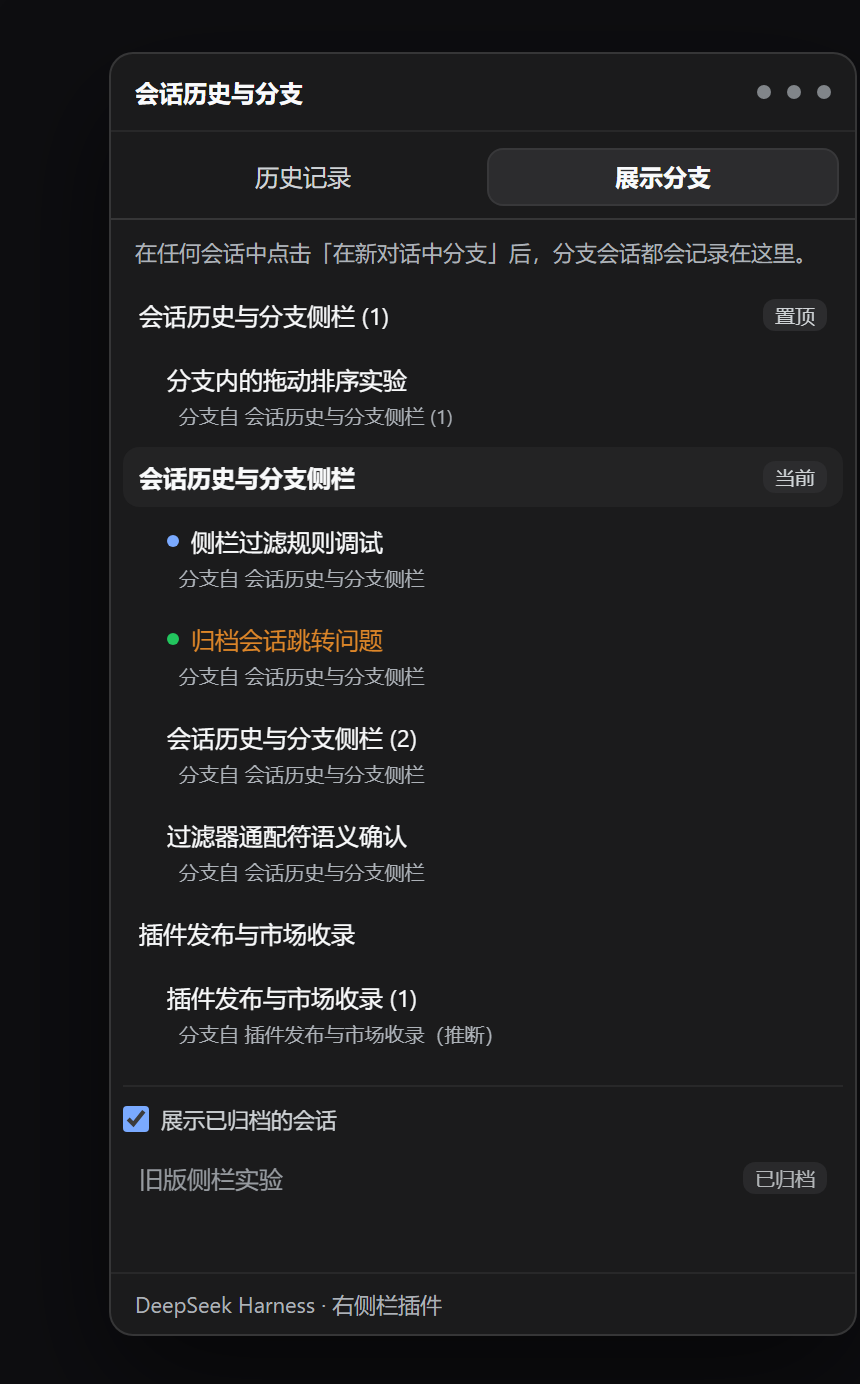 会话历史与分支
历史记录
展示分支
在任何会话中点击「在新对话中分支」后，分支会话都会记录在这里。
会话历史与分支侧栏 (1)
置顶
分支内的拖动排序实验
分支自 会话历史与分支侧栏 (1)
会话历史与分支侧栏
当前
侧栏过滤规则调试
分支自 会话历史与分支侧栏
归档会话跳转问题
分支自 会话历史与分支侧栏
会话历史与分支侧栏 (2)
分支自 会话历史与分支侧栏
过滤器通配符语义确认
分支自 会话历史与分支侧栏
插件发布与市场收录
插件发布与市场收录 (1)
分支自 插件发布与市场收录（推断）
展示已归档的会话
旧版侧栏实验
已归档
DeepSeek Harness · 右侧栏插件